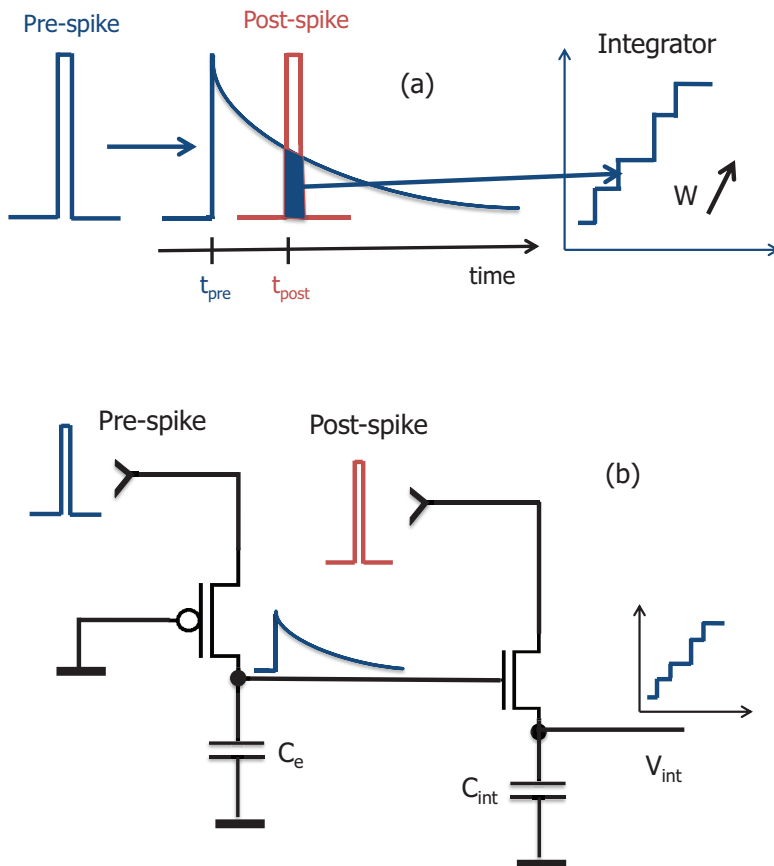 Pre-spike
Post-spike
Integrator
(a)
W
time
t_pre
t_post
Pre-spike
Post-spike
(b)
C_e
C_int
V_int